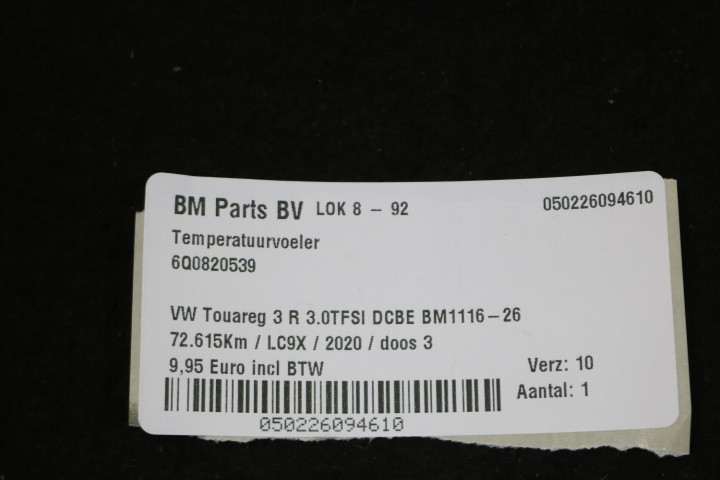 BM Parts BV LOK 8 - 92 050226094610
Temperatuurvoeler
6Q0820539
VW Touareg 3 R 3.0TFSI DCBE BM1116-26
72.615Km / LC9X / 2020 / doos 3
9,95 Euro incl BTW Verz: 10
Aantal: 1
050226094610